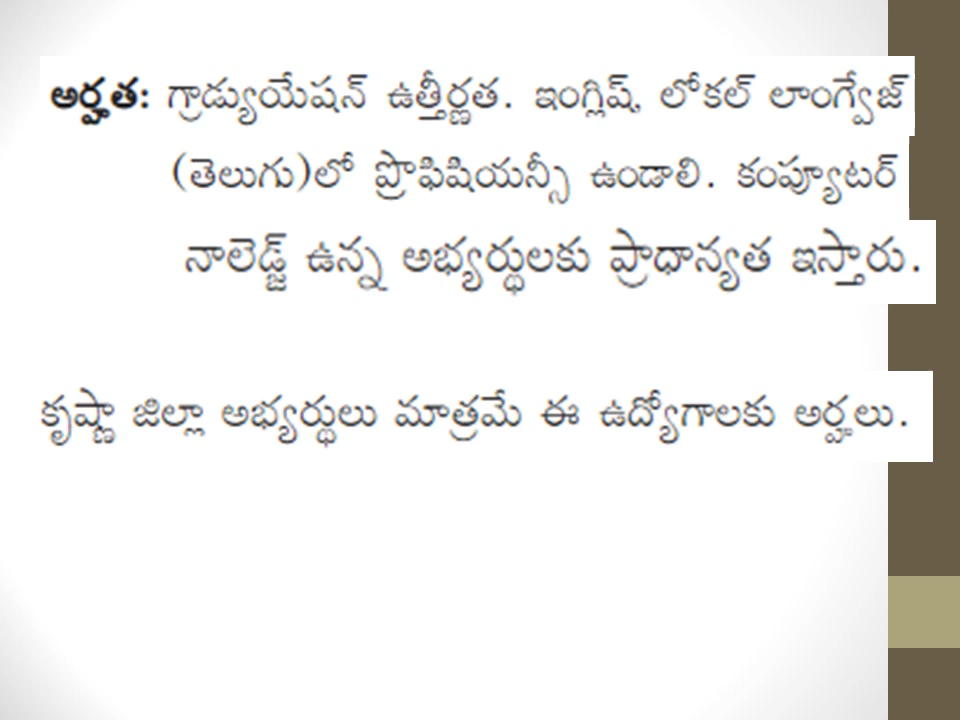 అర్హత: గ్రాడ్యుయేషన్ ఉత్తీర్ణత. ఇంగ్లిష్, లోకల్ లాంగ్వేజ్
(తెలుగు)లో ప్రొఫిషియన్సీ ఉండాలి. కంప్యూటర్
నాలెడ్జ్ ఉన్న అభ్యర్థులకు ప్రాధాన్యత ఇస్తారు.
కృష్ణా జిల్లా అభ్యర్థులు మాత్రమే ఈ ఉద్యోగాలకు అర్హలు.